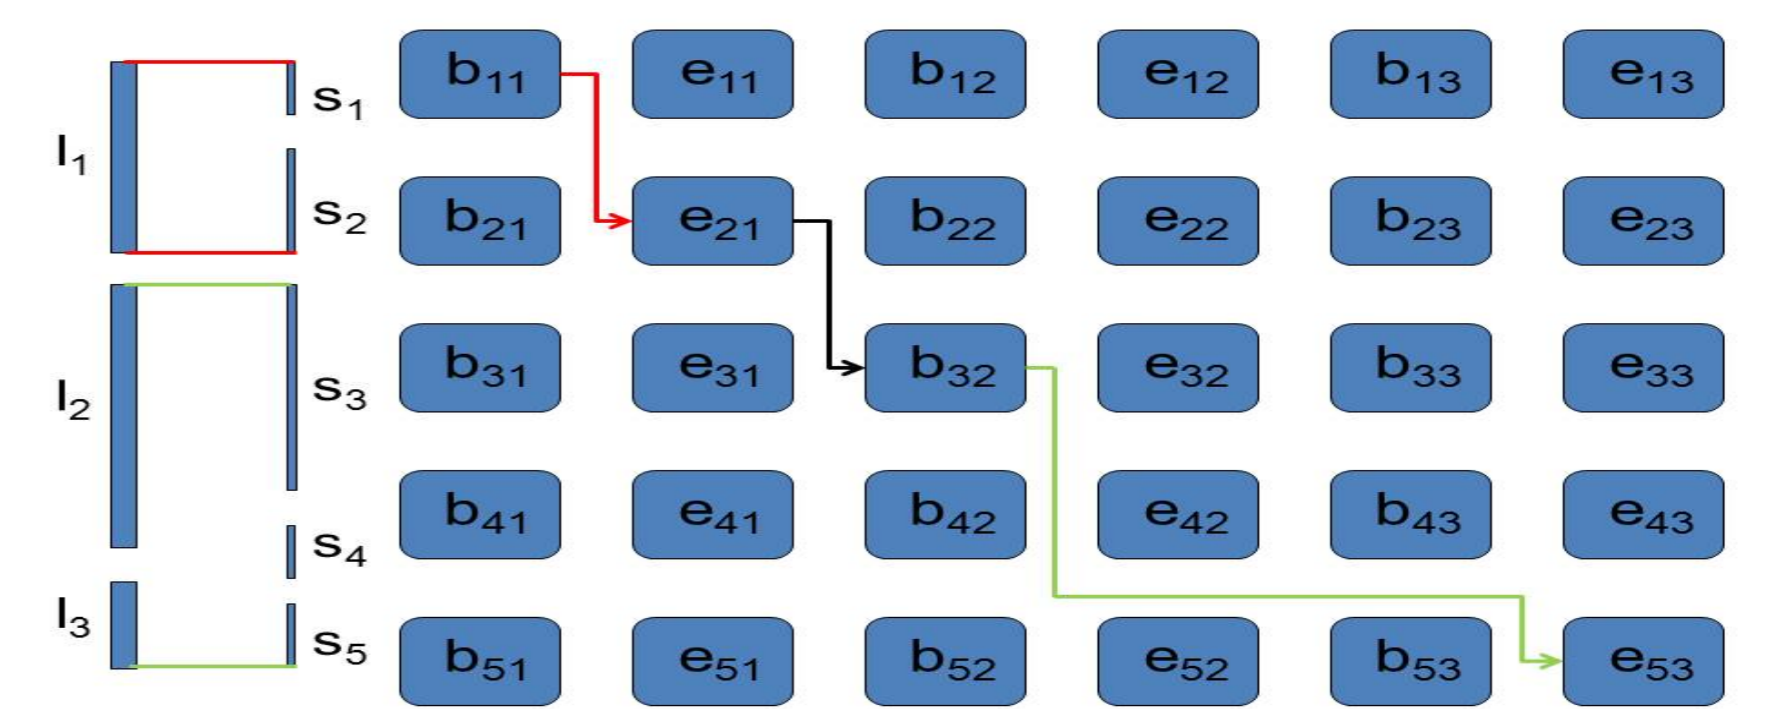 b₁₁ e₁₁ b₁₂ e₁₂ b₁₃ e₁₃
s₁
l₁
s₂ b₂₁ e₂₁ b₂₂ e₂₂ b₂₃ e₂₃
l₂ s₃ b₃₁ e₃₁ b₃₂ e₃₂ b₃₃ e₃₃
s₄ b₄₁ e₄₁ b₄₂ e₄₂ b₄₃ e₄₃
l₃
s₅ b₅₁ e₅₁ b₅₂ e₅₂ b₅₃ e₅₃